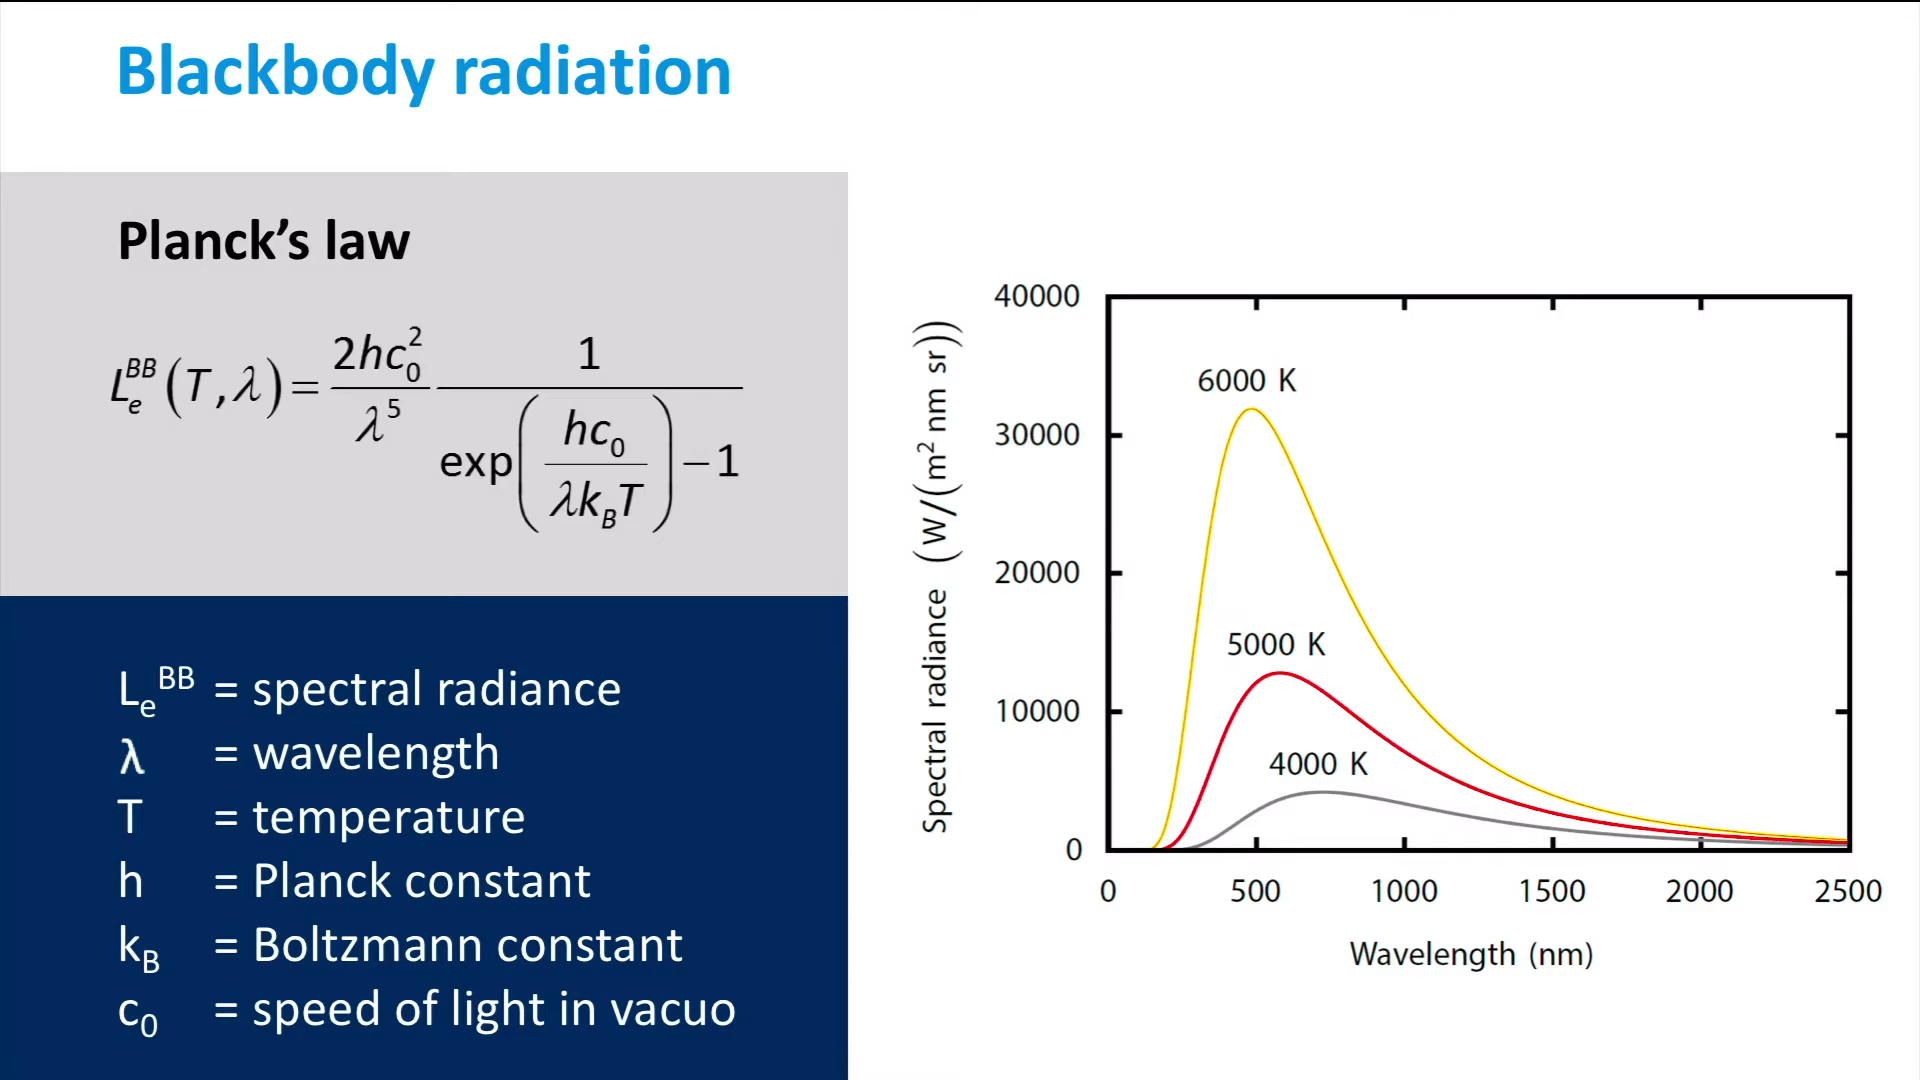 Blackbody radiation
Planck's law
L_e^BB (T, λ) = 2hc_0^2 / λ^5 · 1 / (exp(hc_0 / λk_BT) − 1)
L_e^BB = spectral radiance
λ = wavelength
T = temperature
h = Planck constant
k_B = Boltzmann constant
c_0 = speed of light in vacuo
Spectral radiance (W/(m² nm sr))
40000
30000
20000
10000
0
6000 K
5000 K
4000 K
0 500 1000 1500 2000 2500
Wavelength (nm)